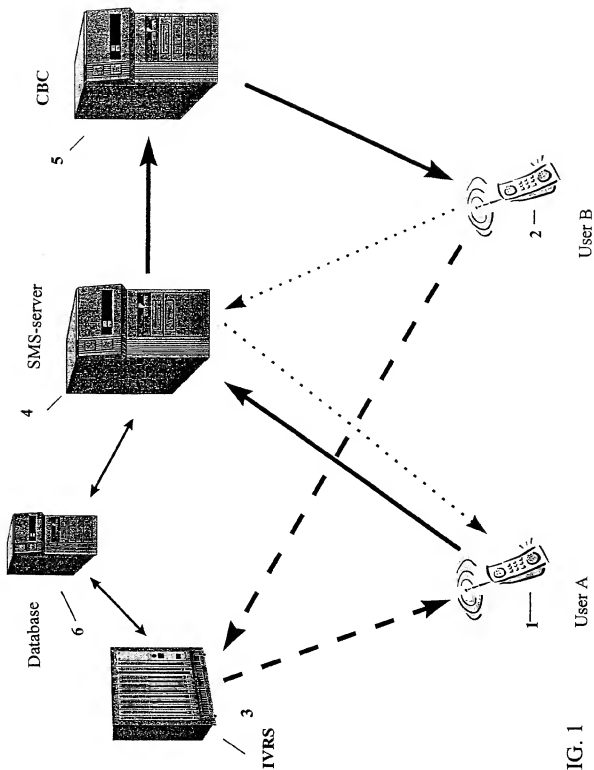 CBC
5
SMS-server
4
Database
6
IVRS
3
2
User B
1
User A
IG. 1